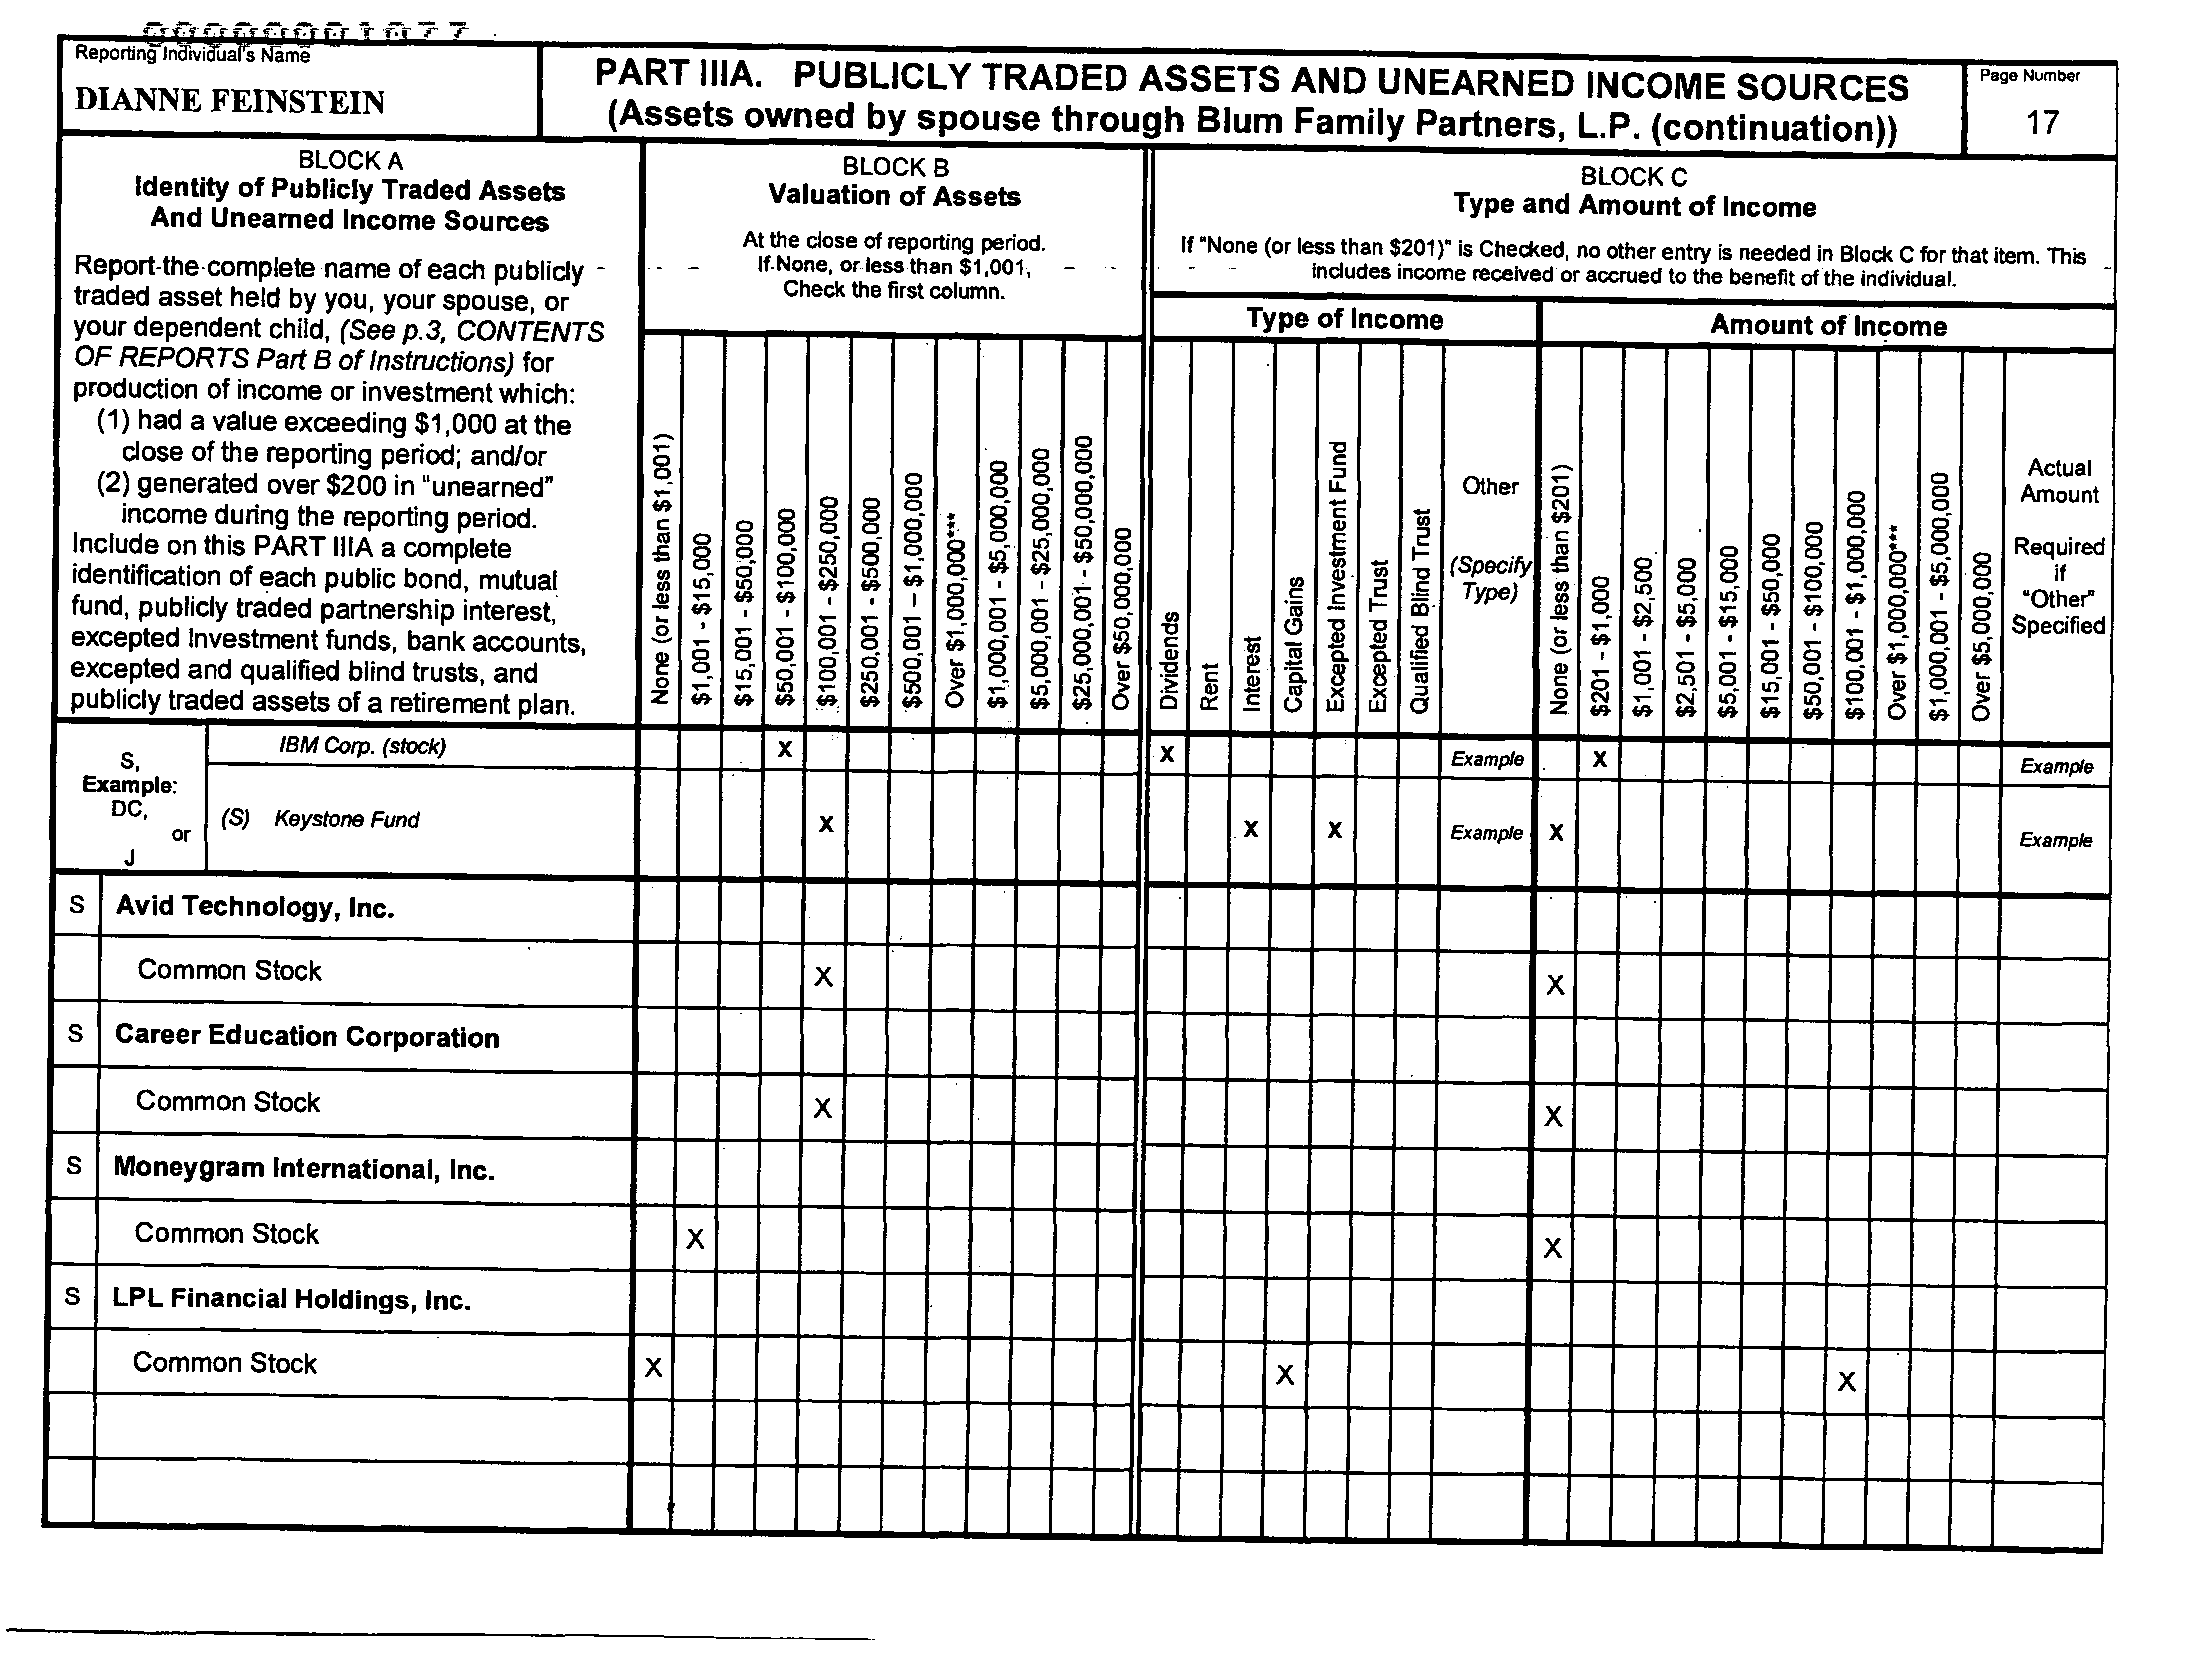 0000001077
Reporting Individual's Name
DIANNE FEINSTEIN
PART IIIA. PUBLICLY TRADED ASSETS AND UNEARNED INCOME SOURCES
(Assets owned by spouse through Blum Family Partners, L.P. (continuation))
Page Number
17
BLOCK A
Identity of Publicly Traded Assets
And Unearned Income Sources
Report the complete name of each publicly
traded asset held by you, your spouse, or
your dependent child, (See p.3, CONTENTS
OF REPORTS Part B of Instructions) for
production of income or investment which:
(1) had a value exceeding $1,000 at the
close of the reporting period; and/or
(2) generated over $200 in "unearned"
income during the reporting period.
Include on this PART IIIA a complete
identification of each public bond, mutual
fund, publicly traded partnership interest,
excepted Investment funds, bank accounts,
excepted and qualified blind trusts, and
publicly traded assets of a retirement plan.
BLOCK B
Valuation of Assets
At the close of reporting period.
If None, or less than $1,001,
Check the first column.
None (or less than $1,001)
$1,001 - $15,000
$15,001 - $50,000
$50,001 - $100,000
$100,001 - $250,000
$250,001 - $500,000
$500,001 – $1,000,000
Over $1,000,000***
$1,000,001 - $5,000,000
$5,000,001 - $25,000,000
$25,000,001 - $50,000,000
Over $50,000,000
BLOCK C
Type and Amount of Income
If "None (or less than $201)" is Checked, no other entry is needed in Block C for that item. This
includes income received or accrued to the benefit of the individual.
Type of Income
Dividends
Rent
Interest
Capital Gains
Excepted Investment Fund
Excepted Trust
Qualified Blind Trust
Other
(Specify
Type)
Amount of Income
None (or less than $201)
$201 - $1,000
$1,001 - $2,500
$2,501 - $5,000
$5,001 - $15,000
$15,001 - $50,000
$50,001 - $100,000
$100,001 - $1,000,000
Over $1,000,000***
$1,000,001 - $5,000,000
Over $5,000,000
Actual
Amount
Required
if
"Other"
Specified
S,
Example:
DC,
or
J
IBM Corp. (stock) X X Example X Example
(S) Keystone Fund X X X Example X Example
S Avid Technology, Inc.
Common Stock X X
S Career Education Corporation
Common Stock X X
S Moneygram International, Inc.
Common Stock X X
S LPL Financial Holdings, Inc.
Common Stock X X X